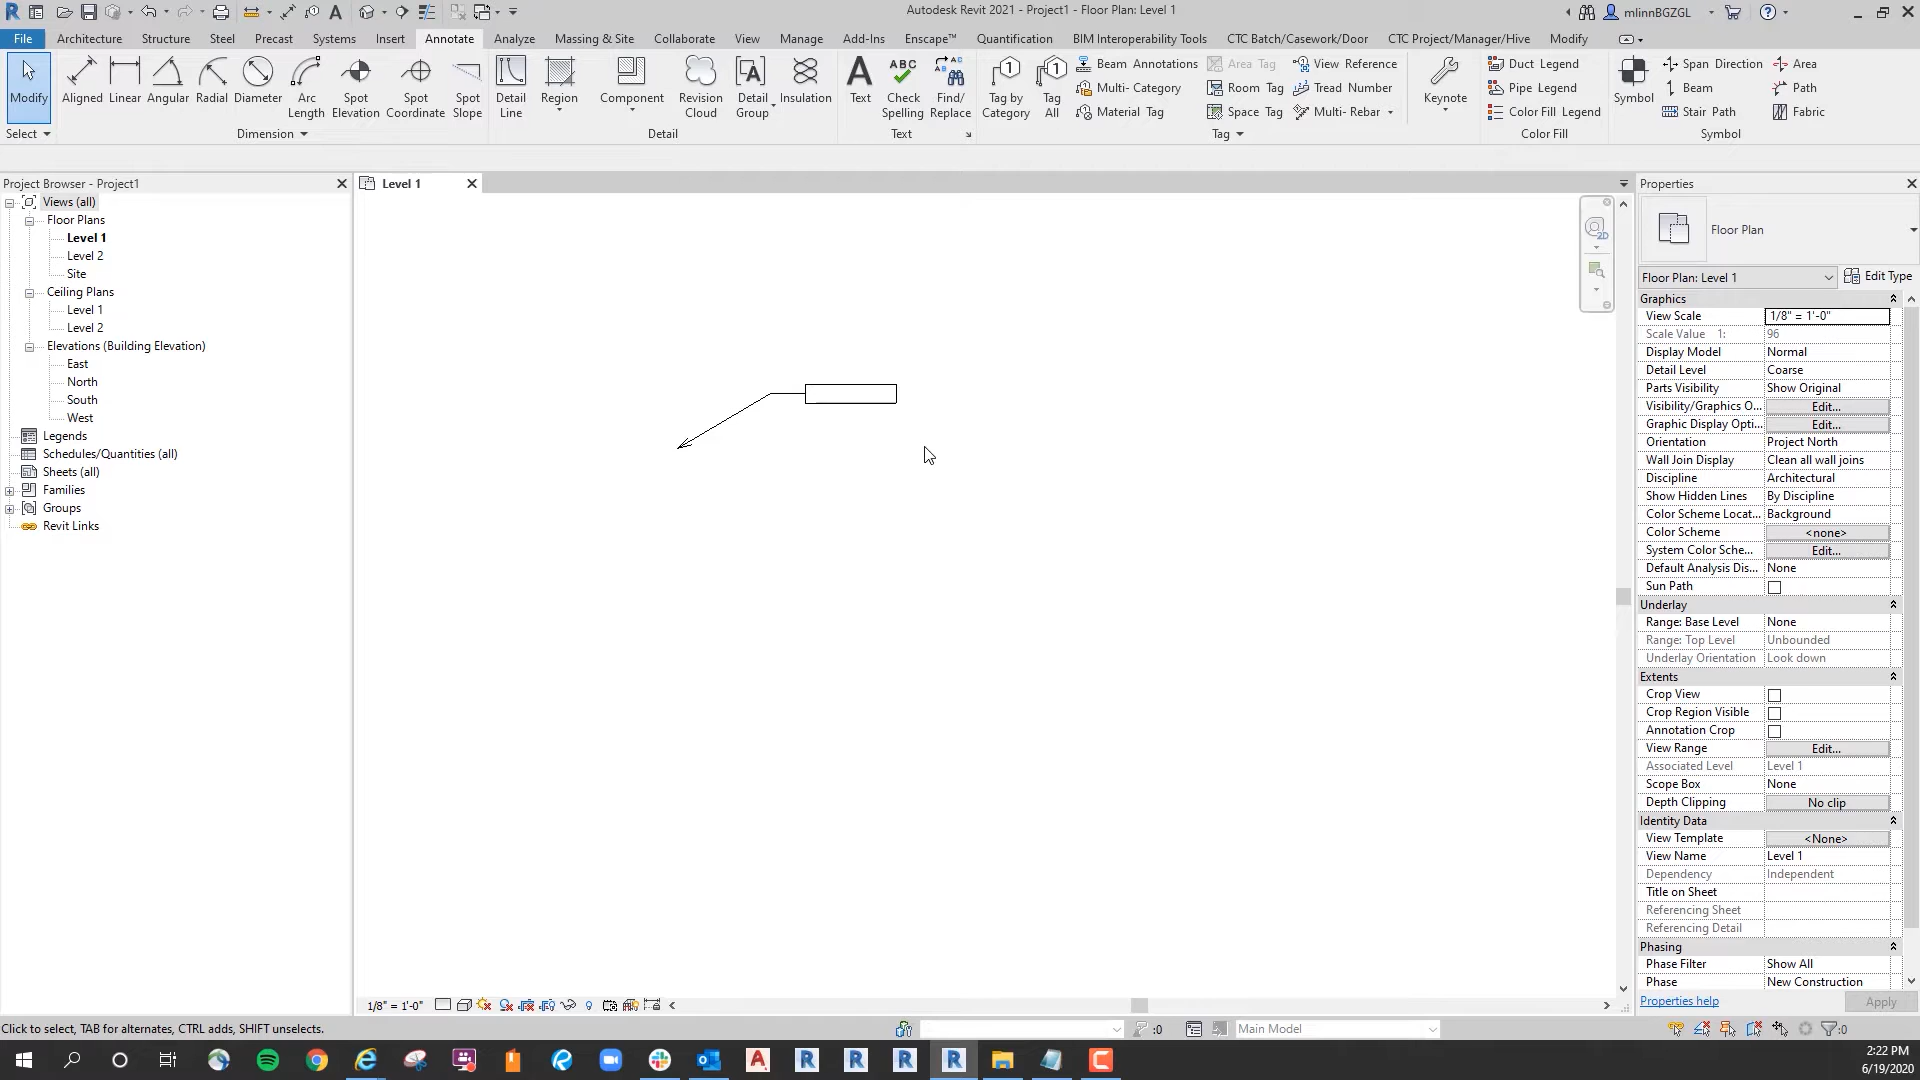 Autodesk Revit 2021 - Project1 - Floor Plan: Level 1
mlinnBGZGL
File Architecture Structure Steel Precast Systems Insert Annotate Analyze Massing & Site Collaborate View Manage Add-Ins Enscape™ Quantification BIM Interoperability Tools CTC Batch/Casework/Door CTC Project/Manager/Hive Modify
Modify
Aligned Linear Angular Radial Diameter Arc Length Spot Elevation Spot Coordinate Spot Slope
Detail Line Region Component Revision Cloud Detail Group Insulation
Text Check Spelling Find/ Replace
Tag by Category Tag All
Beam Annotations Area Tag View Reference
Multi- Category Room Tag Tread Number
Material Tag Space Tag Multi- Rebar
Keynote
Duct Legend
Pipe Legend
Color Fill Legend
Symbol
Span Direction Area
Beam Path
Stair Path Fabric
Select Dimension Detail Text Tag Color Fill Symbol
Project Browser - Project1
Views (all)
Floor Plans
Level 1
Level 2
Site
Ceiling Plans
Level 1
Level 2
Elevations (Building Elevation)
East
North
South
West
Legends
Schedules/Quantities (all)
Sheets (all)
Families
Groups
Revit Links
Level 1
2D
Properties
Floor Plan
Floor Plan: Level 1 Edit Type
Graphics
View Scale 1/8" = 1'-0"
Scale Value 1: 96
Display Model Normal
Detail Level Coarse
Parts Visibility Show Original
Visibility/Graphics O... Edit...
Graphic Display Opti... Edit...
Orientation Project North
Wall Join Display Clean all wall joins
Discipline Architectural
Show Hidden Lines By Discipline
Color Scheme Locat... Background
Color Scheme <none>
System Color Sche... Edit...
Default Analysis Dis... None
Sun Path
Underlay
Range: Base Level None
Range: Top Level Unbounded
Underlay Orientation Look down
Extents
Crop View
Crop Region Visible
Annotation Crop
View Range Edit...
Associated Level Level 1
Scope Box None
Depth Clipping No clip
Identity Data
View Template <None>
View Name Level 1
Dependency Independent
Title on Sheet
Referencing Sheet
Referencing Detail
Phasing
Phase Filter Show All
Phase New Construction
Properties help Apply
1/8" = 1'-0"
Click to select, TAB for alternates, CTRL adds, SHIFT unselects.
:0
Main Model
:0
2:22 PM
6/19/2020